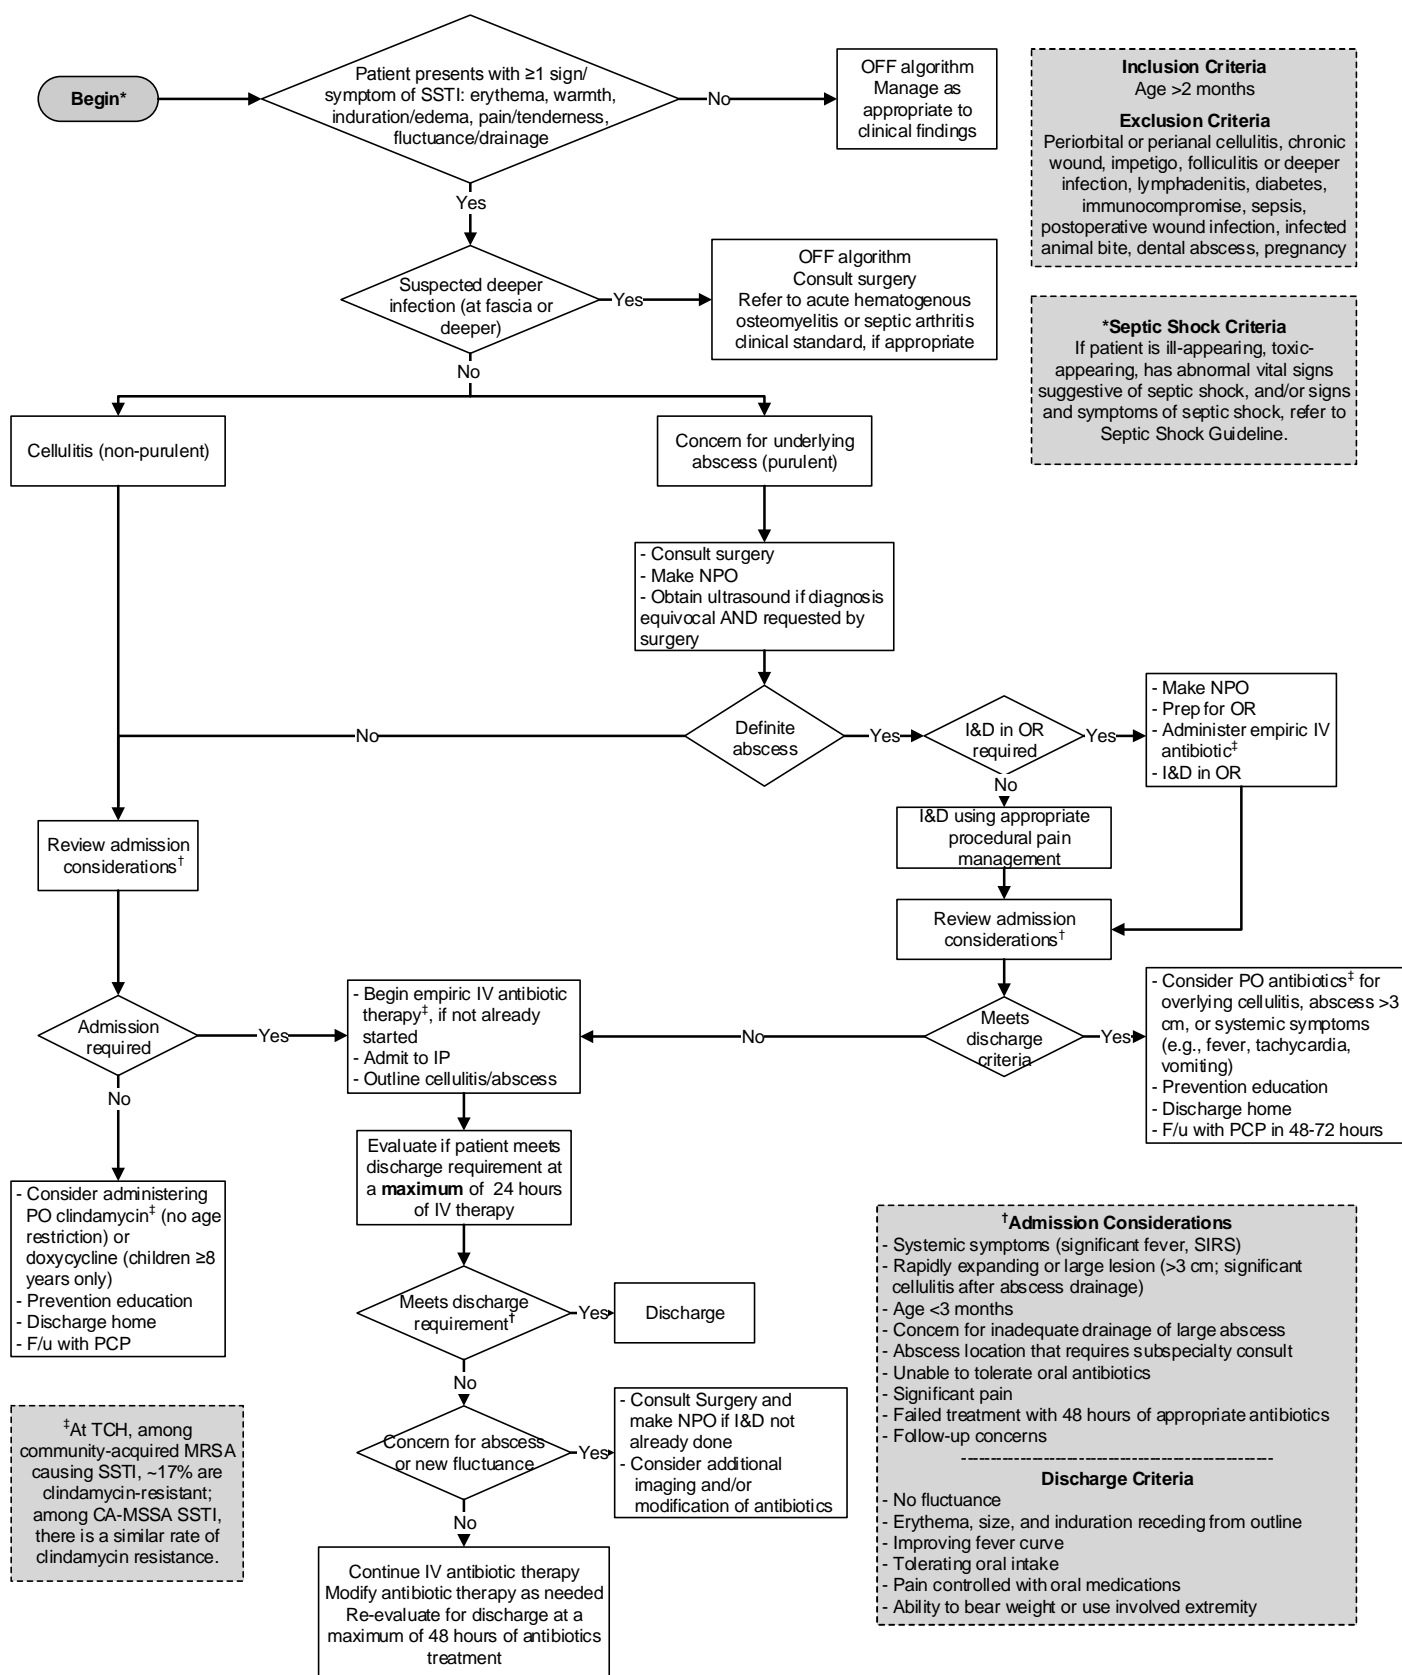 Begin*
Patient presents with ≥1 sign/
symptom of SSTI: erythema, warmth,
induration/edema, pain/tenderness,
fluctuance/drainage
No
OFF algorithm
Manage as
appropriate to
clinical findings
Inclusion Criteria
Age >2 months
Exclusion Criteria
Periorbital or perianal cellulitis, chronic
wound, impetigo, folliculitis or deeper
infection, lymphadenitis, diabetes,
immunocompromise, sepsis,
postoperative wound infection, infected
animal bite, dental abscess, pregnancy
Yes
Suspected deeper
infection (at fascia or
deeper)
Yes
OFF algorithm
Consult surgery
Refer to acute hematogenous
osteomyelitis or septic arthritis
clinical standard, if appropriate
*Septic Shock Criteria
If patient is ill-appearing, toxic-
appearing, has abnormal vital signs
suggestive of septic shock, and/or signs
and symptoms of septic shock, refer to
Septic Shock Guideline.
No
Cellulitis (non-purulent)
Concern for underlying
abscess (purulent)
- Consult surgery
- Make NPO
- Obtain ultrasound if diagnosis
equivocal AND requested by
surgery
Definite
abscess
No
Yes
I&D in OR
required
Yes
- Make NPO
- Prep for OR
- Administer empiric IV
antibiotic‡
- I&D in OR
No
I&D using appropriate
procedural pain
management
Review admission
considerations†
Review admission
considerations†
Admission
required
Yes
- Begin empiric IV antibiotic
therapy‡, if not already
started
- Admit to IP
- Outline cellulitis/abscess
No
Meets
discharge
criteria
Yes
- Consider PO antibiotics‡ for
overlying cellulitis, abscess >3
cm, or systemic symptoms
(e.g., fever, tachycardia,
vomiting)
- Prevention education
- Discharge home
- F/u with PCP in 48-72 hours
No
- Consider administering
PO clindamycin‡ (no age
restriction) or
doxycycline (children ≥8
years only)
- Prevention education
- Discharge home
- F/u with PCP
Evaluate if patient meets
discharge requirement at
a maximum of 24 hours
of IV therapy
Meets discharge
requirement†
Yes
Discharge
No
Concern for abscess
or new fluctuance
Yes
- Consult Surgery and
make NPO if I&D not
already done
- Consider additional
imaging and/or
modification of antibiotics
No
Continue IV antibiotic therapy
Modify antibiotic therapy as needed
Re-evaluate for discharge at a
maximum of 48 hours of antibiotics
treatment
‡At TCH, among
community-acquired MRSA
causing SSTI, ~17% are
clindamycin-resistant;
among CA-MSSA SSTI,
there is a similar rate of
clindamycin resistance.
†Admission Considerations
- Systemic symptoms (significant fever, SIRS)
- Rapidly expanding or large lesion (>3 cm; significant
cellulitis after abscess drainage)
- Age <3 months
- Concern for inadequate drainage of large abscess
- Abscess location that requires subspecialty consult
- Unable to tolerate oral antibiotics
- Significant pain
- Failed treatment with 48 hours of appropriate antibiotics
- Follow-up concerns
Discharge Criteria
- No fluctuance
- Erythema, size, and induration receding from outline
- Improving fever curve
- Tolerating oral intake
- Pain controlled with oral medications
- Ability to bear weight or use involved extremity